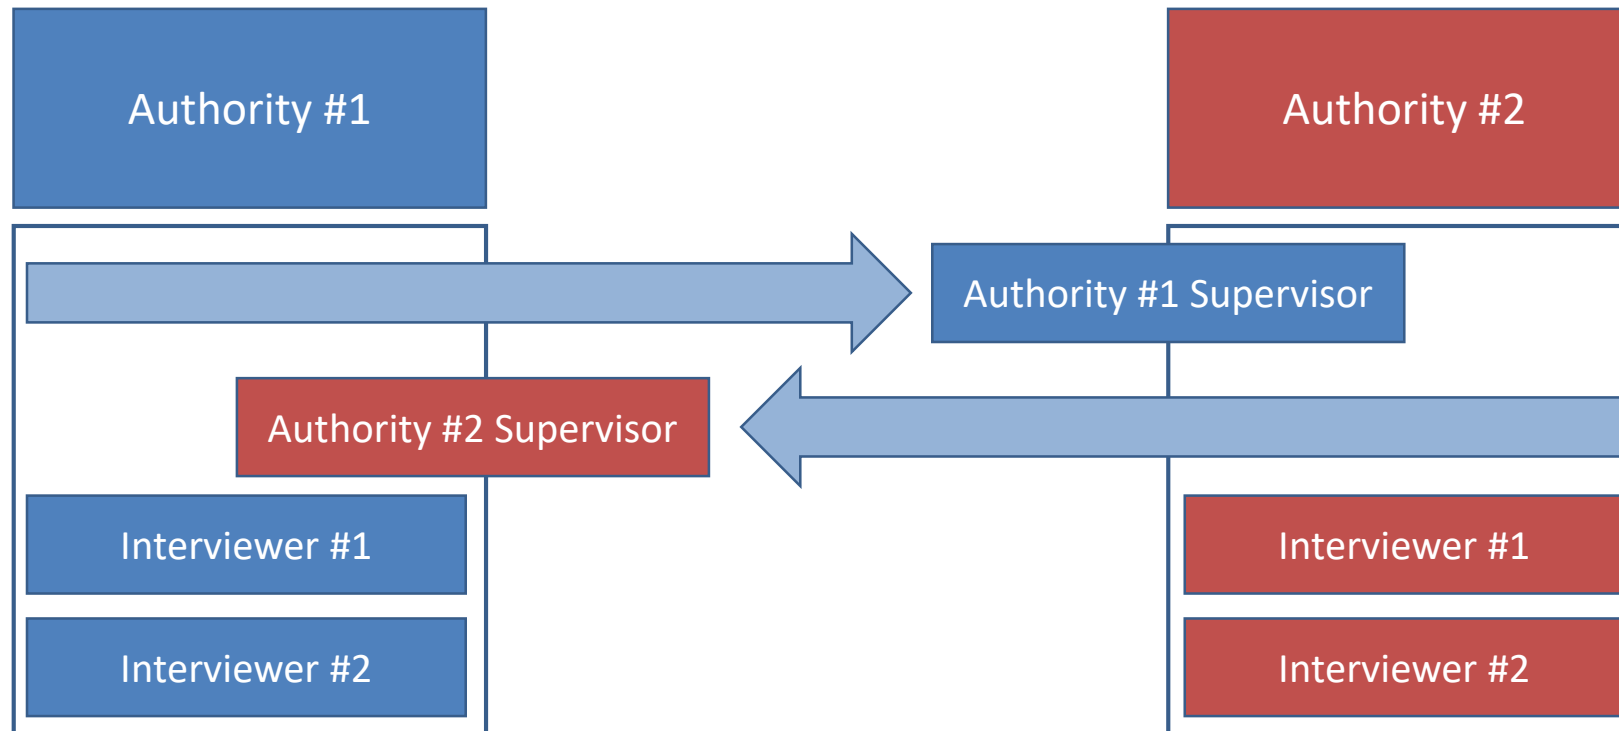 Authority #1
Authority #2
Authority #1 Supervisor
Authority #2 Supervisor
Interviewer #1
Interviewer #1
Interviewer #2
Interviewer #2